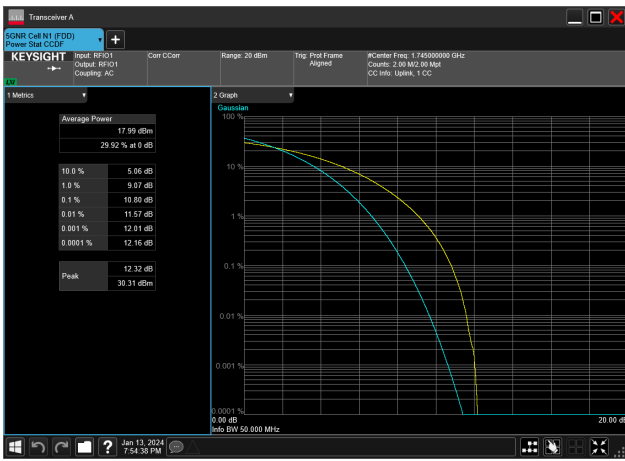 Transceiver A
5GNR Cell N1 (FDD)
Power Stat CCDF
KEYSIGHT
Input: RFIO1
Output: RFIO1
Coupling: AC
Corr CCorr
Range: 20 dBm
Trig: Prot Frame
Aligned
#Center Freq: 1.745000000 GHz
Counts: 2.00 M/2.00 Mpt
CC Info: Uplink, 1 CC
1 Metrics
Average Power
17.99 dBm
29.92 % at 0 dB
10.0 % 5.06 dB
1.0 % 9.07 dB
0.1 % 10.80 dB
0.01 % 11.57 dB
0.001 % 12.01 dB
0.0001 % 12.16 dB
Peak
12.32 dB
30.31 dBm
2 Graph
Gaussian
100 %
10 %
1 %
0.1 %
0.01 %
0.001 %
0.0001 %
0.00 dB
20.00 dB
Info BW 50.000 MHz
Jan 13, 2024
7:54:38 PM